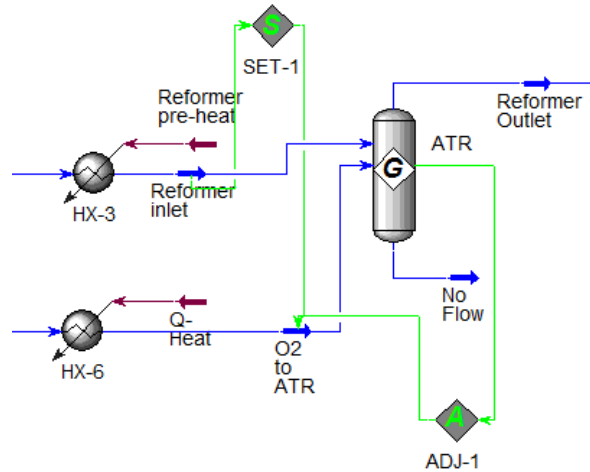 S
SET-1
Reformer
pre-heat
Reformer
Outlet
ATR
G
HX-3
Reformer
inlet
No
Flow
Q-
Heat
HX-6
O2
to
ATR
A
ADJ-1